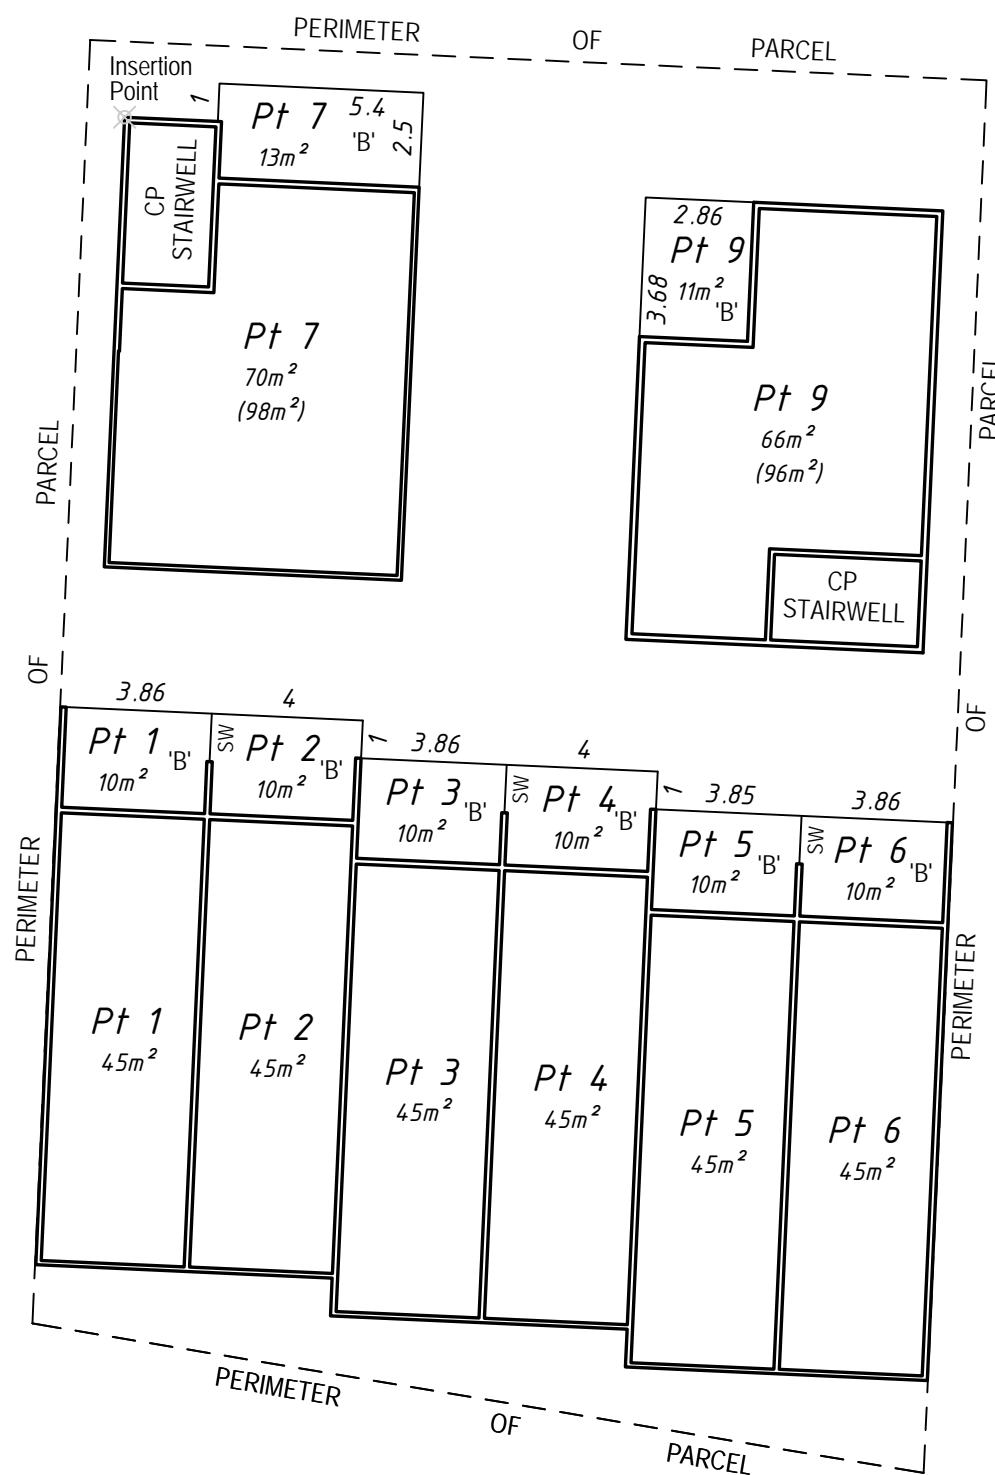 PERIMETER OF PARCEL
Insertion
Point
1
Pt 7
13m²
5.4
'B'
2.5
CP
STAIRWELL
Pt 7
70m²
(98m²)
2.86
Pt 9
11m²
'B'
3.68
Pt 9
66m²
(96m²)
CP
STAIRWELL
PERIMETER OF PARCEL
PERIMETER OF PARCEL
3.86
4
1
3.86
4
1
3.85
3.86
Pt 1 'B'
10m²
SW
Pt 2 'B'
10m²
Pt 3 'B'
10m²
SW
Pt 4 'B'
10m²
Pt 5 'B'
10m²
SW
Pt 6 'B'
10m²
Pt 1
45m²
Pt 2
45m²
Pt 3
45m²
Pt 4
45m²
Pt 5
45m²
Pt 6
45m²
PERIMETER OF PARCEL